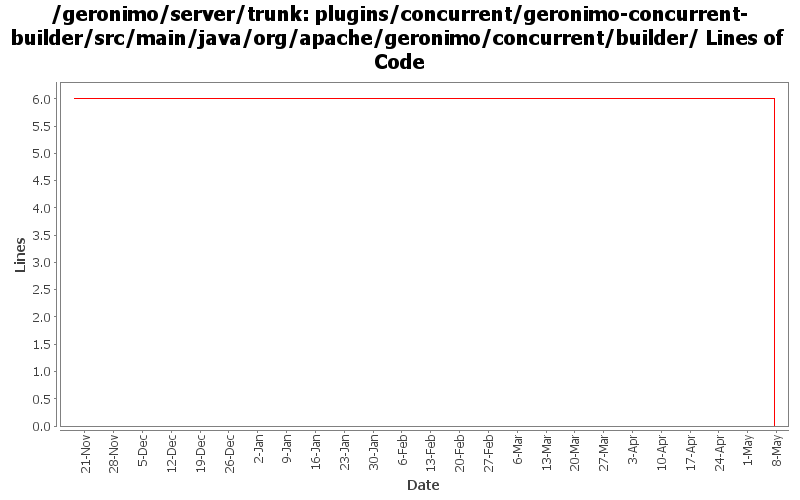 /geronimo/server/trunk: plugins/concurrent/geronimo-concurrent-
builder/src/main/java/org/apache/geronimo/concurrent/builder/ Lines of
Code
6.0
5.5
5.0
4.5
4.0
3.5
3.0
2.5
2.0
1.5
1.0
0.5
0.0
Lines
21-Nov
28-Nov
5-Dec
12-Dec
19-Dec
26-Dec
2-Jan
9-Jan
16-Jan
23-Jan
30-Jan
6-Feb
13-Feb
20-Feb
27-Feb
6-Mar
13-Mar
20-Mar
27-Mar
3-Apr
10-Apr
17-Apr
24-Apr
1-May
8-May
Date